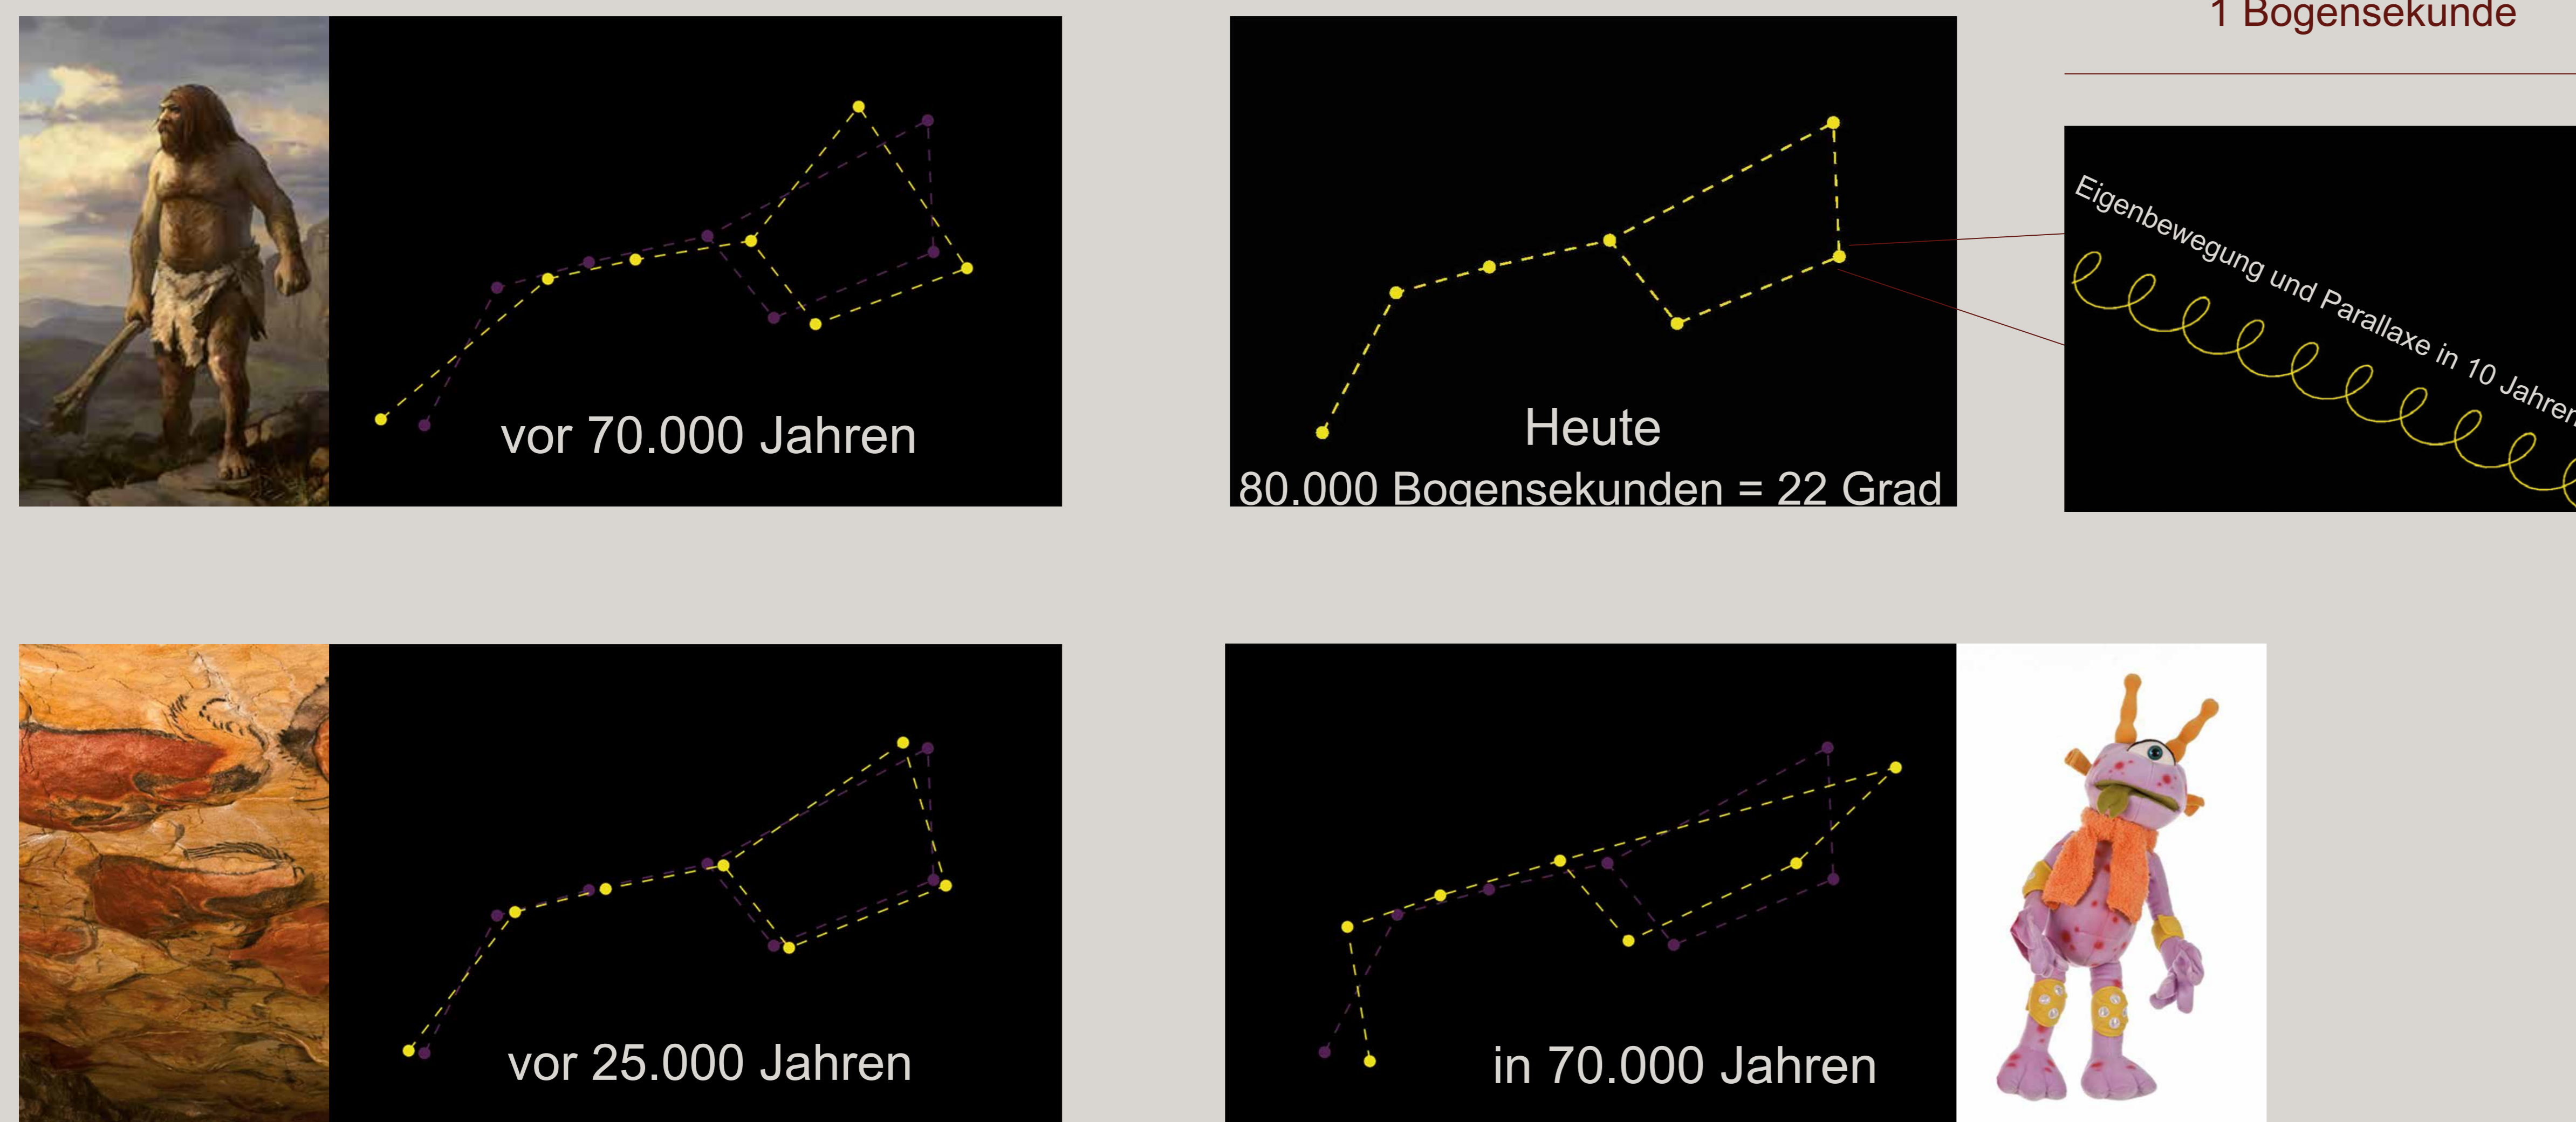 1 Bogensekunde
vor 70.000 Jahren
Heute
80.000 Bogensekunden = 22 Grad
Eigenbewegung und Parallaxe in 10 Jahren
vor 25.000 Jahren
in 70.000 Jahren